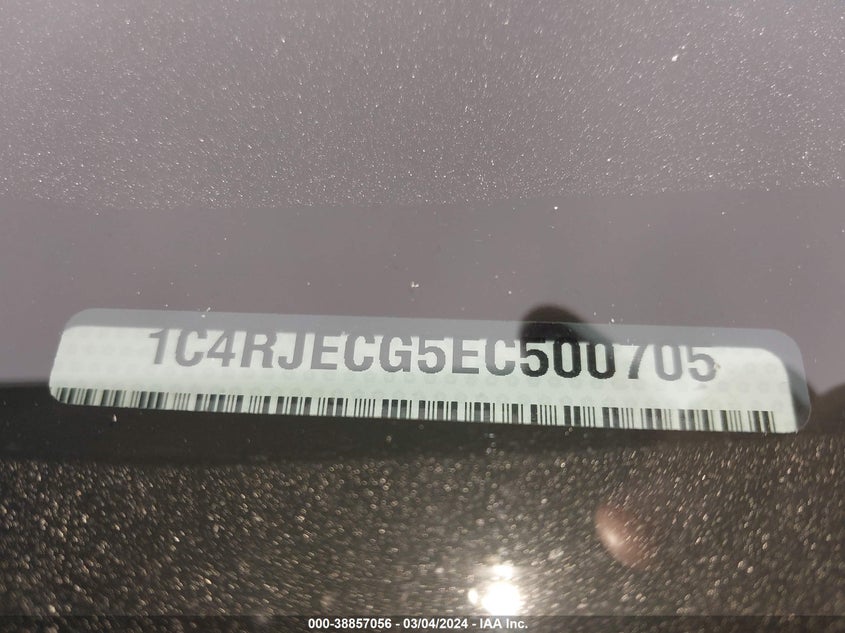 1C4RJECG5EC500705
000-38857056 — 03/04/2024 — IAA Inc.